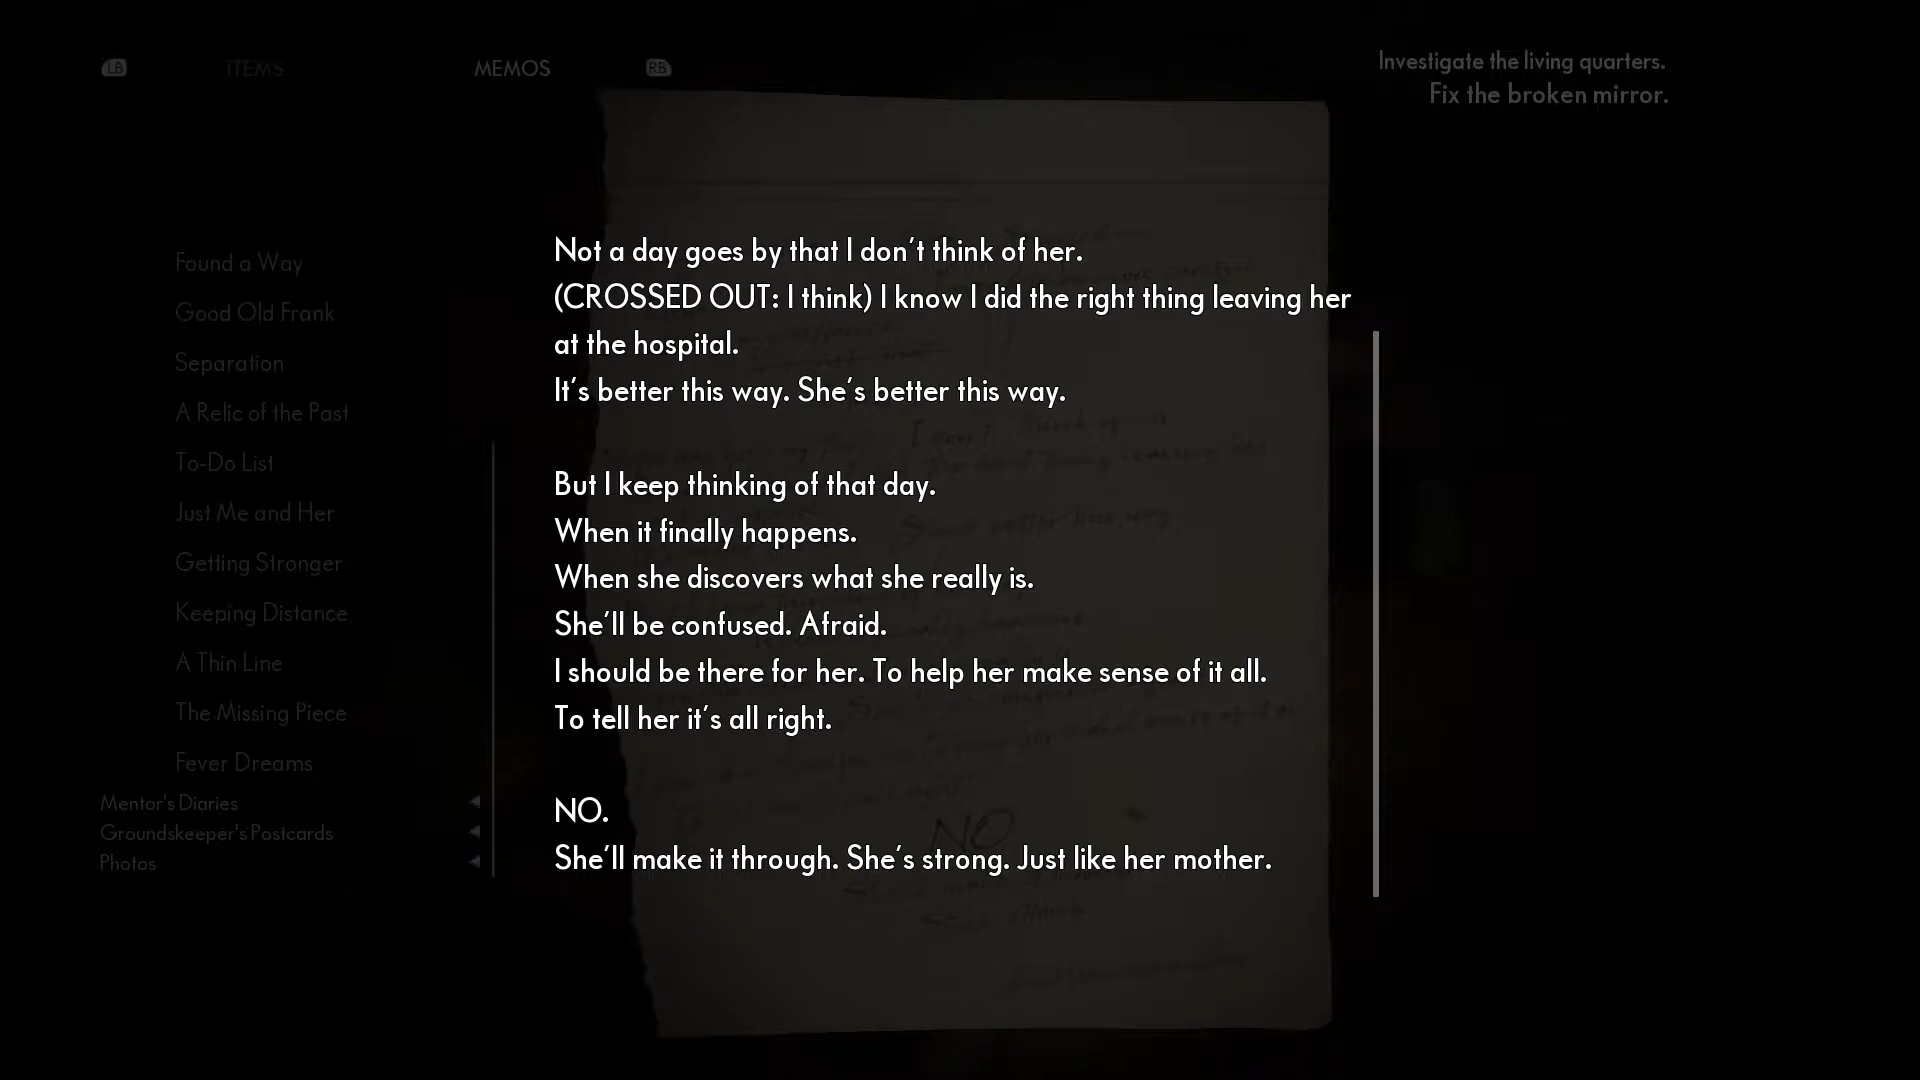 LB
ITEMS
MEMOS
RB
Investigate the living quarters.
Fix the broken mirror.
Found a Way
Good Old Frank
Separation
A Relic of the Past
To-Do List
Just Me and Her
Getting Stronger
Keeping Distance
A Thin Line
The Missing Piece
Fever Dreams
Mentor's Diaries
Groundskeeper's Postcards
Photos
Not a day goes by that I don't think of her.
(CROSSED OUT: I think) I know I did the right thing leaving her
at the hospital.
It's better this way. She's better this way.
But I keep thinking of that day.
When it finally happens.
When she discovers what she really is.
She'll be confused. Afraid.
I should be there for her. To help her make sense of it all.
To tell her it's all right.
NO.
She'll make it through. She's strong. Just like her mother.
NO